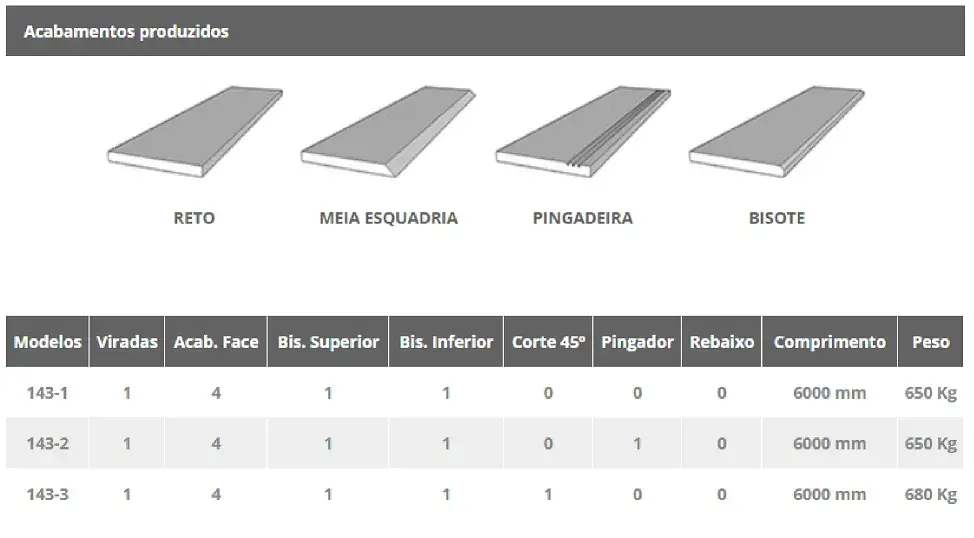 Acabamentos produzidos
RETO MEIA ESQUADRIA PINGADEIRA BISOTE
Modelos Viradas Acab. Face Bis. Superior Bis. Inferior Corte 45º Pingador Rebaixo Comprimento Peso
143-1 1 4 1 1 0 0 0 6000 mm 650 Kg
143-2 1 4 1 1 0 1 0 6000 mm 650 Kg
143-3 1 4 1 1 1 0 0 6000 mm 680 Kg